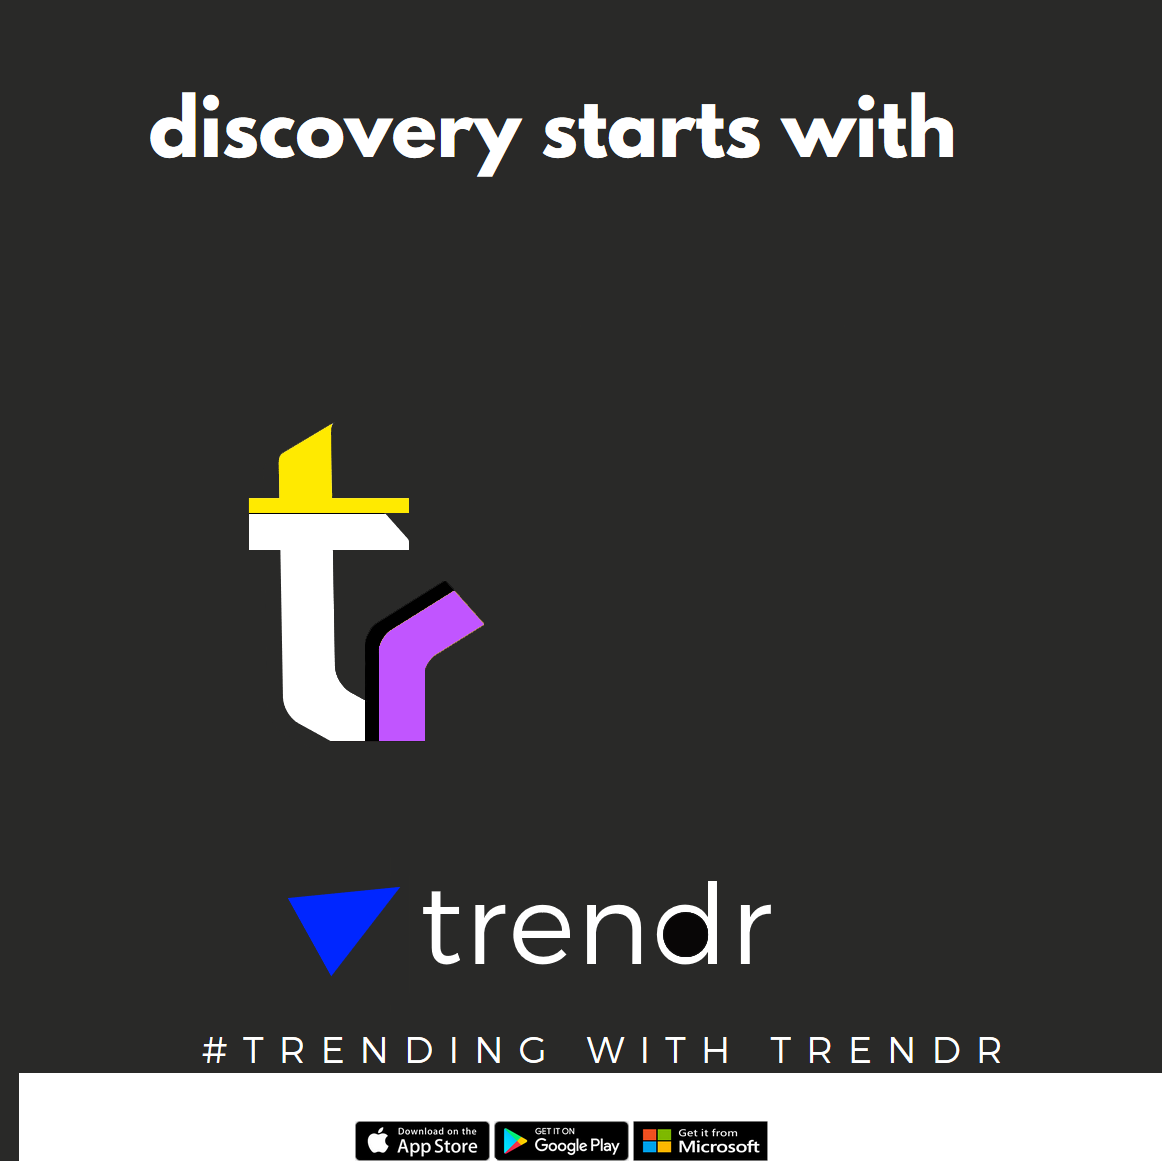 discovery starts with
tr
trendr
#TRENDING WITH TRENDR
Download on the App Store
GET IT ON Google Play
Get it from Microsoft